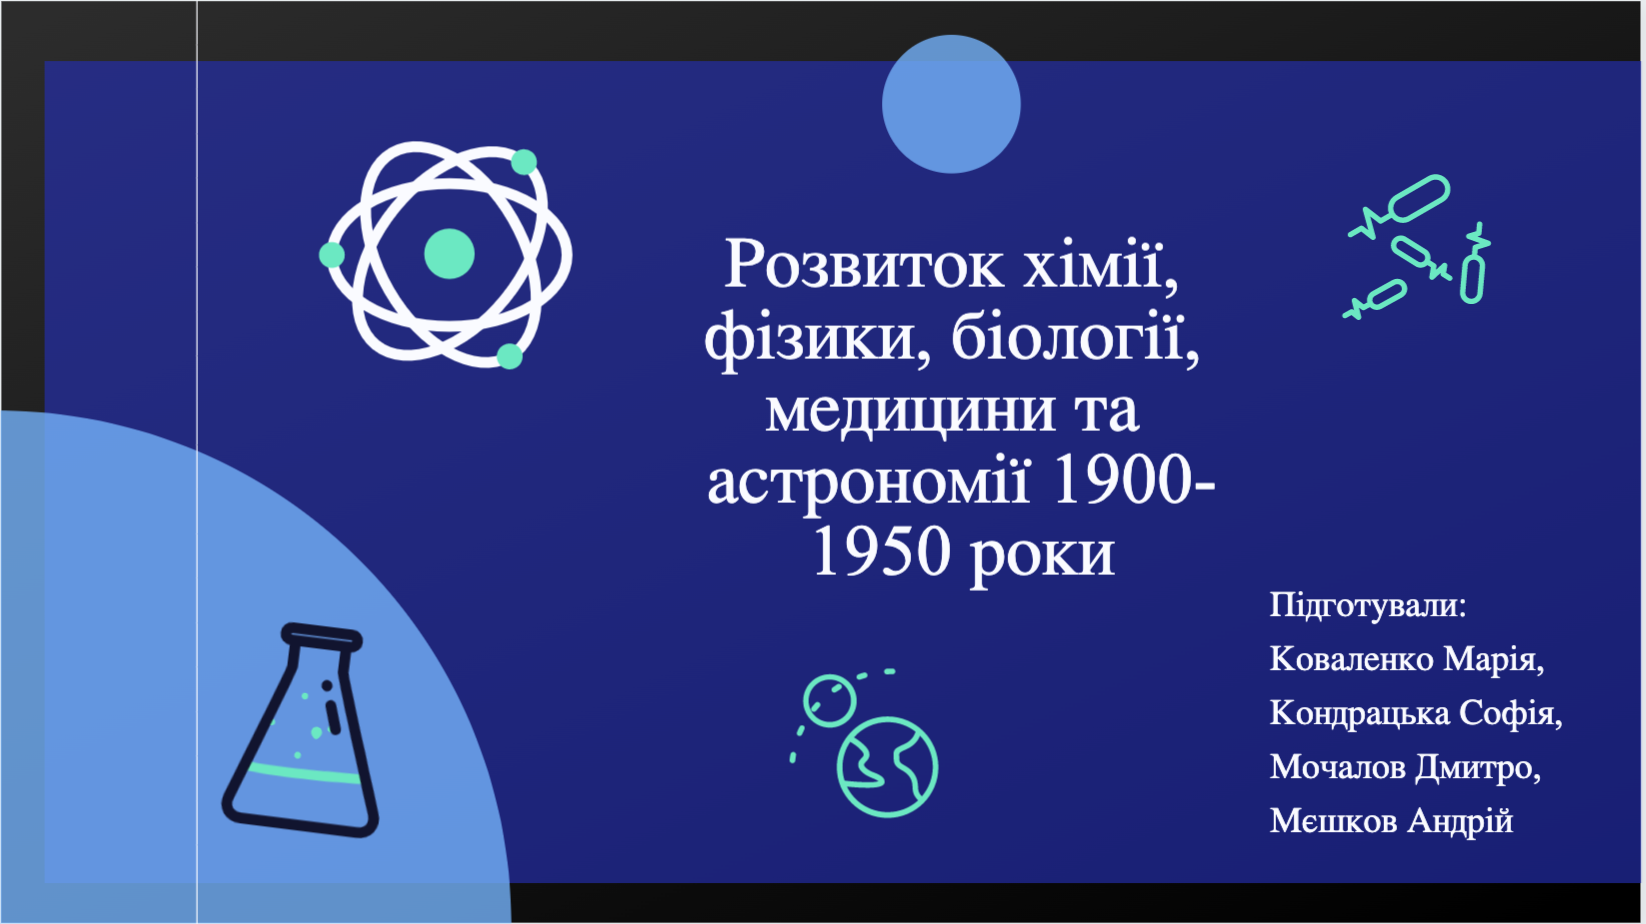 Розвиток хімії,
фізики, біології,
медицини та
астрономії 1900-
1950 роки
Підготували:
Коваленко Марія,
Кондрацька Софія,
Мочалов Дмитро,
Мєшков Андрій